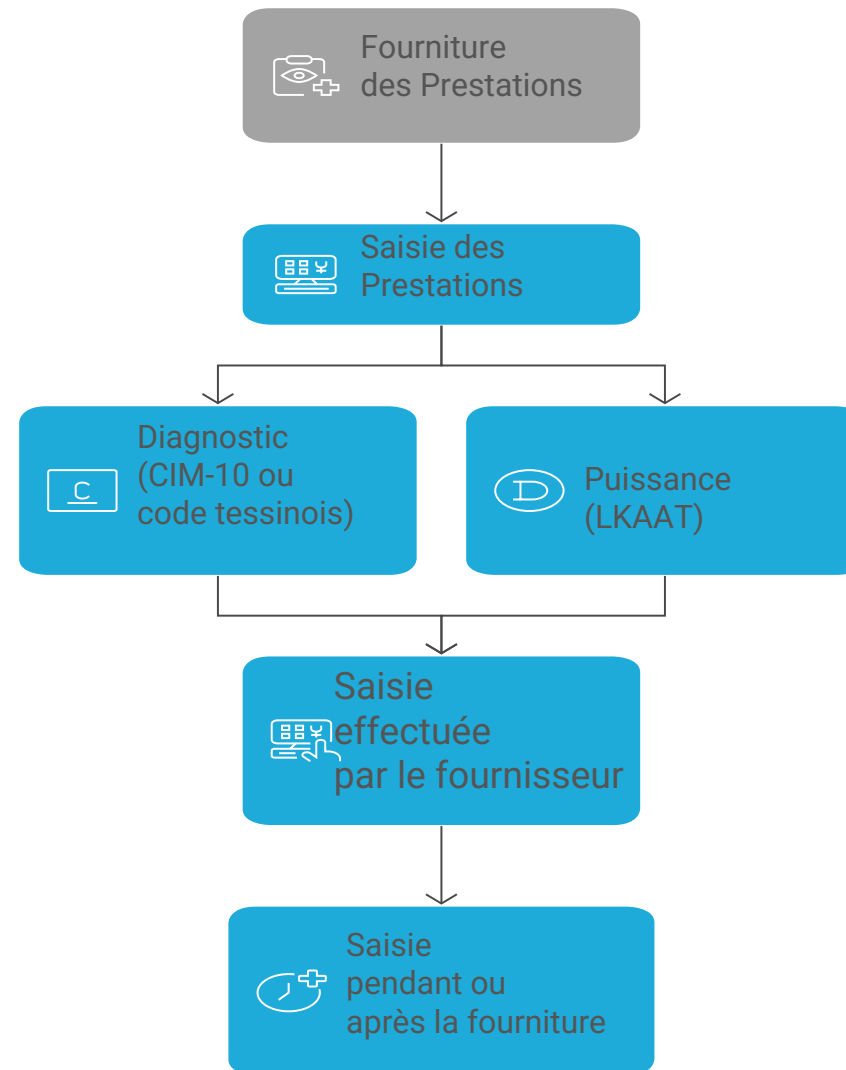 Fourniture
des Prestations
Saisie des
Prestations
Diagnostic
(CIM-10 ou
code tessinois)
Puissance
(LKAAT)
C
D
Saisie
effectuée
par le fournisseur
Saisie
pendant ou
après la fourniture